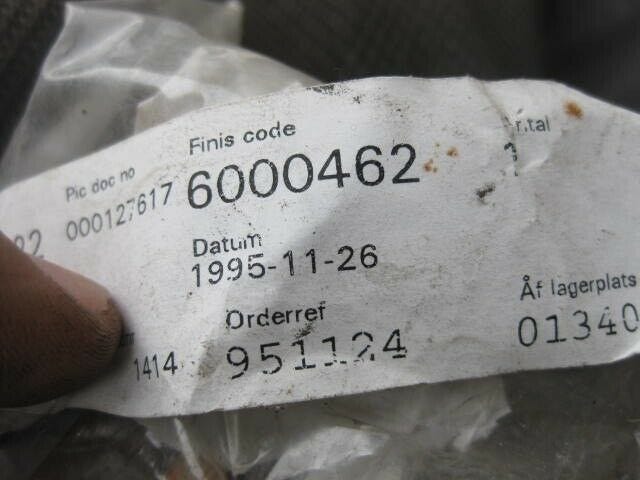 Finis code
Pic doc no
6000462
000127617
Datum
1995-11-26
Orderref
Åf lagerplats
1414
951124
01340